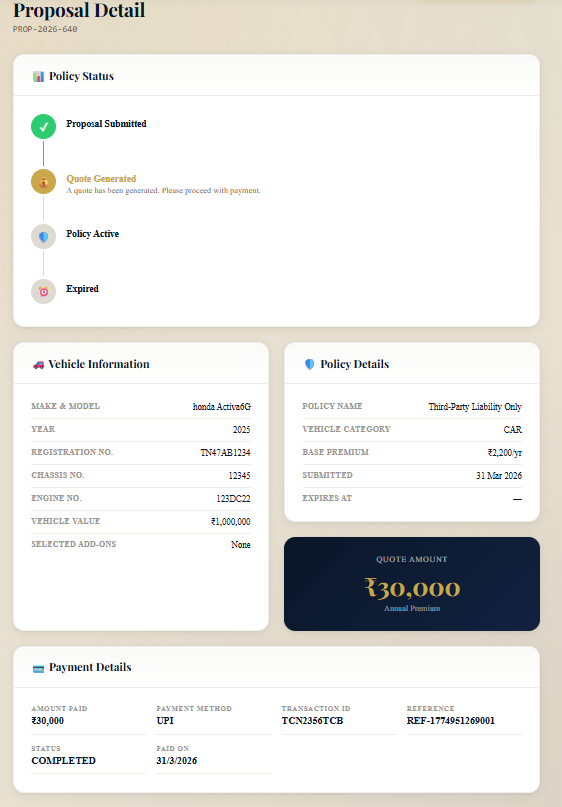 Proposal Detail
PROP-2026-640
Policy Status
Proposal Submitted
Quote Generated
A quote has been generated. Please proceed with payment.
Policy Active
Expired
Vehicle Information
MAKE & MODEL honda Activa6G
YEAR 2025
REGISTRATION NO. TN47AB1234
CHASSIS NO. 12345
ENGINE NO. 123DC22
VEHICLE VALUE ₹1,000,000
SELECTED ADD-ONS None
Policy Details
POLICY NAME Third-Party Liability Only
VEHICLE CATEGORY CAR
BASE PREMIUM ₹2,200/yr
SUBMITTED 31 Mar 2026
EXPIRES AT —
QUOTE AMOUNT
₹30,000
Annual Premium
Payment Details
AMOUNT PAID PAYMENT METHOD TRANSACTION ID REFERENCE
₹30,000 UPI TCN2356TCB REF-1774951269001
STATUS PAID ON
COMPLETED 31/3/2026